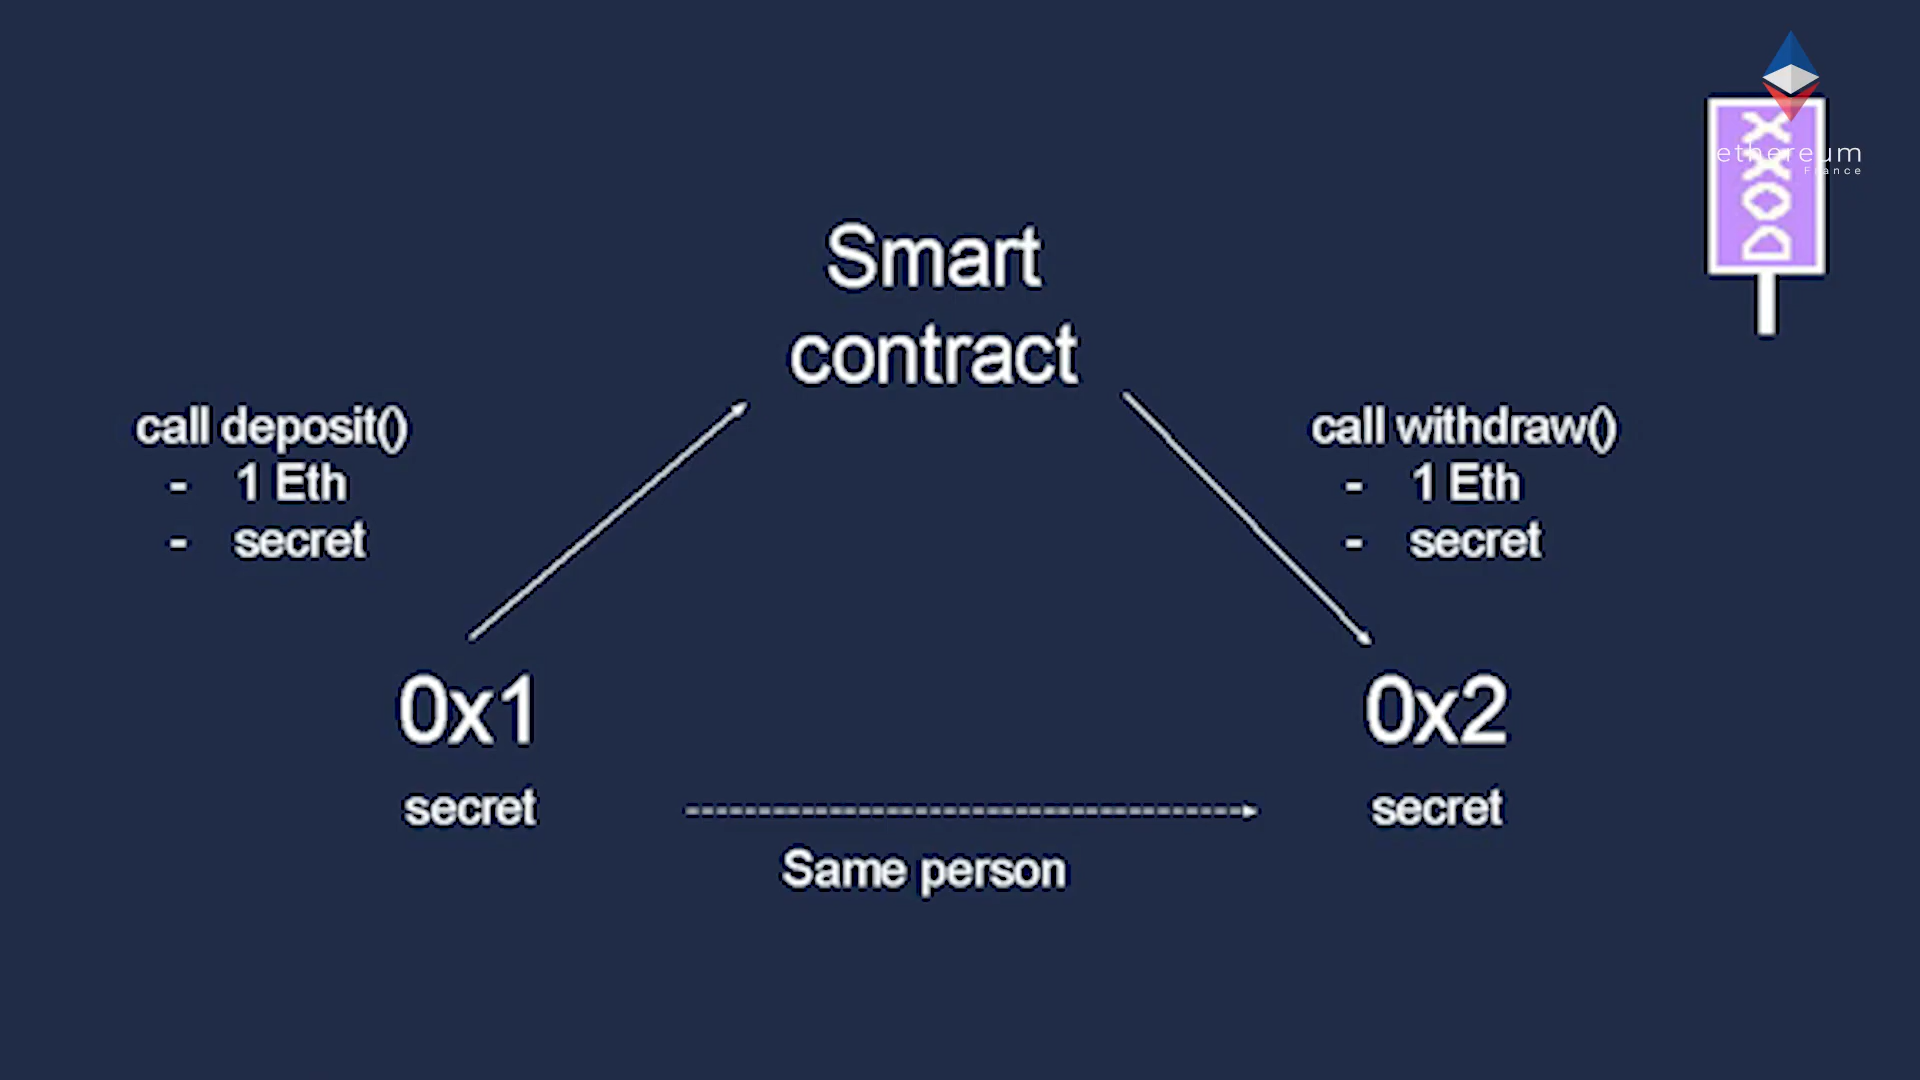 ethereum
France
DOXX
Smart
contract
call deposit()
- 1 Eth
- secret
call withdraw()
- 1 Eth
- secret
0x1
secret
0x2
secret
Same person